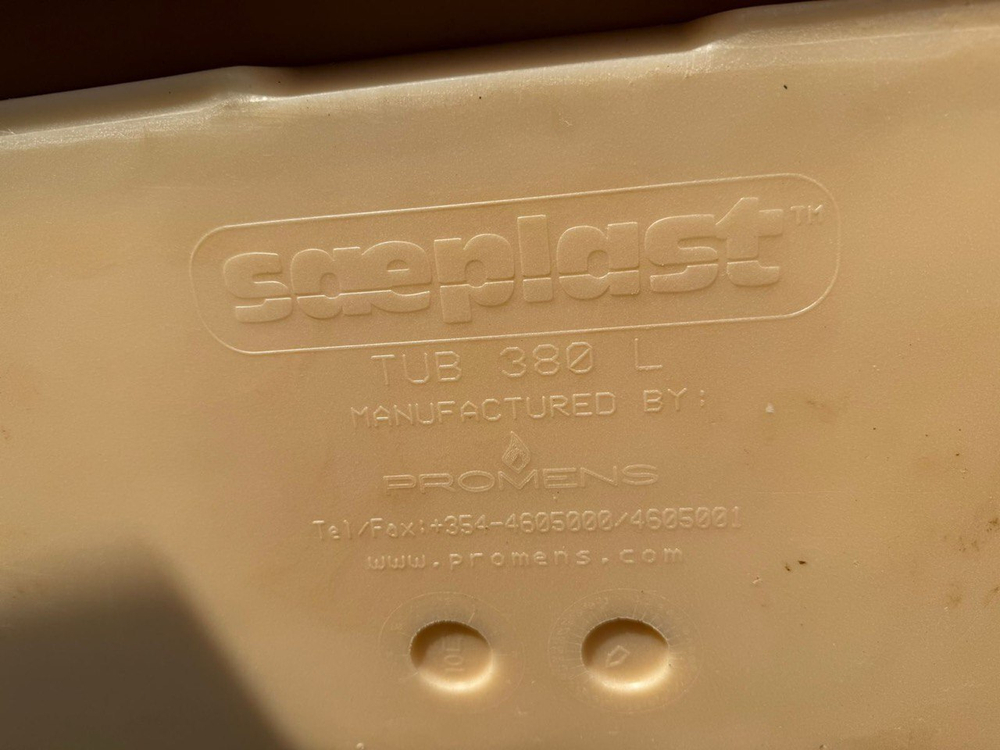 saeplast™
TUB 380 L
MANUFACTURED BY:
PROMENS
Tel/Fax:+354-4605000/4605001
www.promens.com